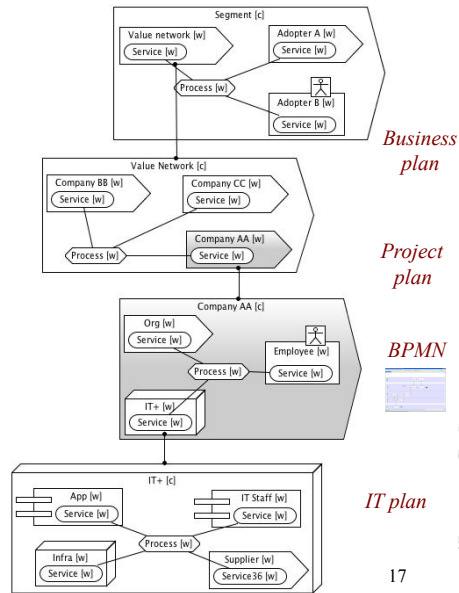 Segment [c]
Value network [w]
Service [w]
Adopter A [w]
Service [w]
Process [w]
Adopter B [w]
Service [w]
Business
plan
Value Network [c]
Company BB [w]
Service [w]
Company CC [w]
Service [w]
Company AA [w]
Process [w]
Service [w]
Project
plan
Company AA [c]
Org [w]
Service [w]
Employee [w]
Process [w]
Service [w]
IT+ [w]
Service [w]
BPMN
IT+ [c]
App [w]
Service [w]
IT Staff [w]
Service [w]
Process [w]
Infra [w]
Service [w]
Supplier [w]
Service36 [w]
IT plan
17